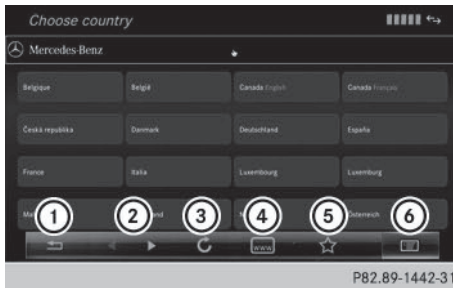 Choose country
Mercedes-Benz
Belgique België Canada English Canada Français
Česká republika Danmark Deutschland España
France Italia Luxembourg Luxemburg
Österreich
1 2 3 4 5 6
www
P82.89-1442-31